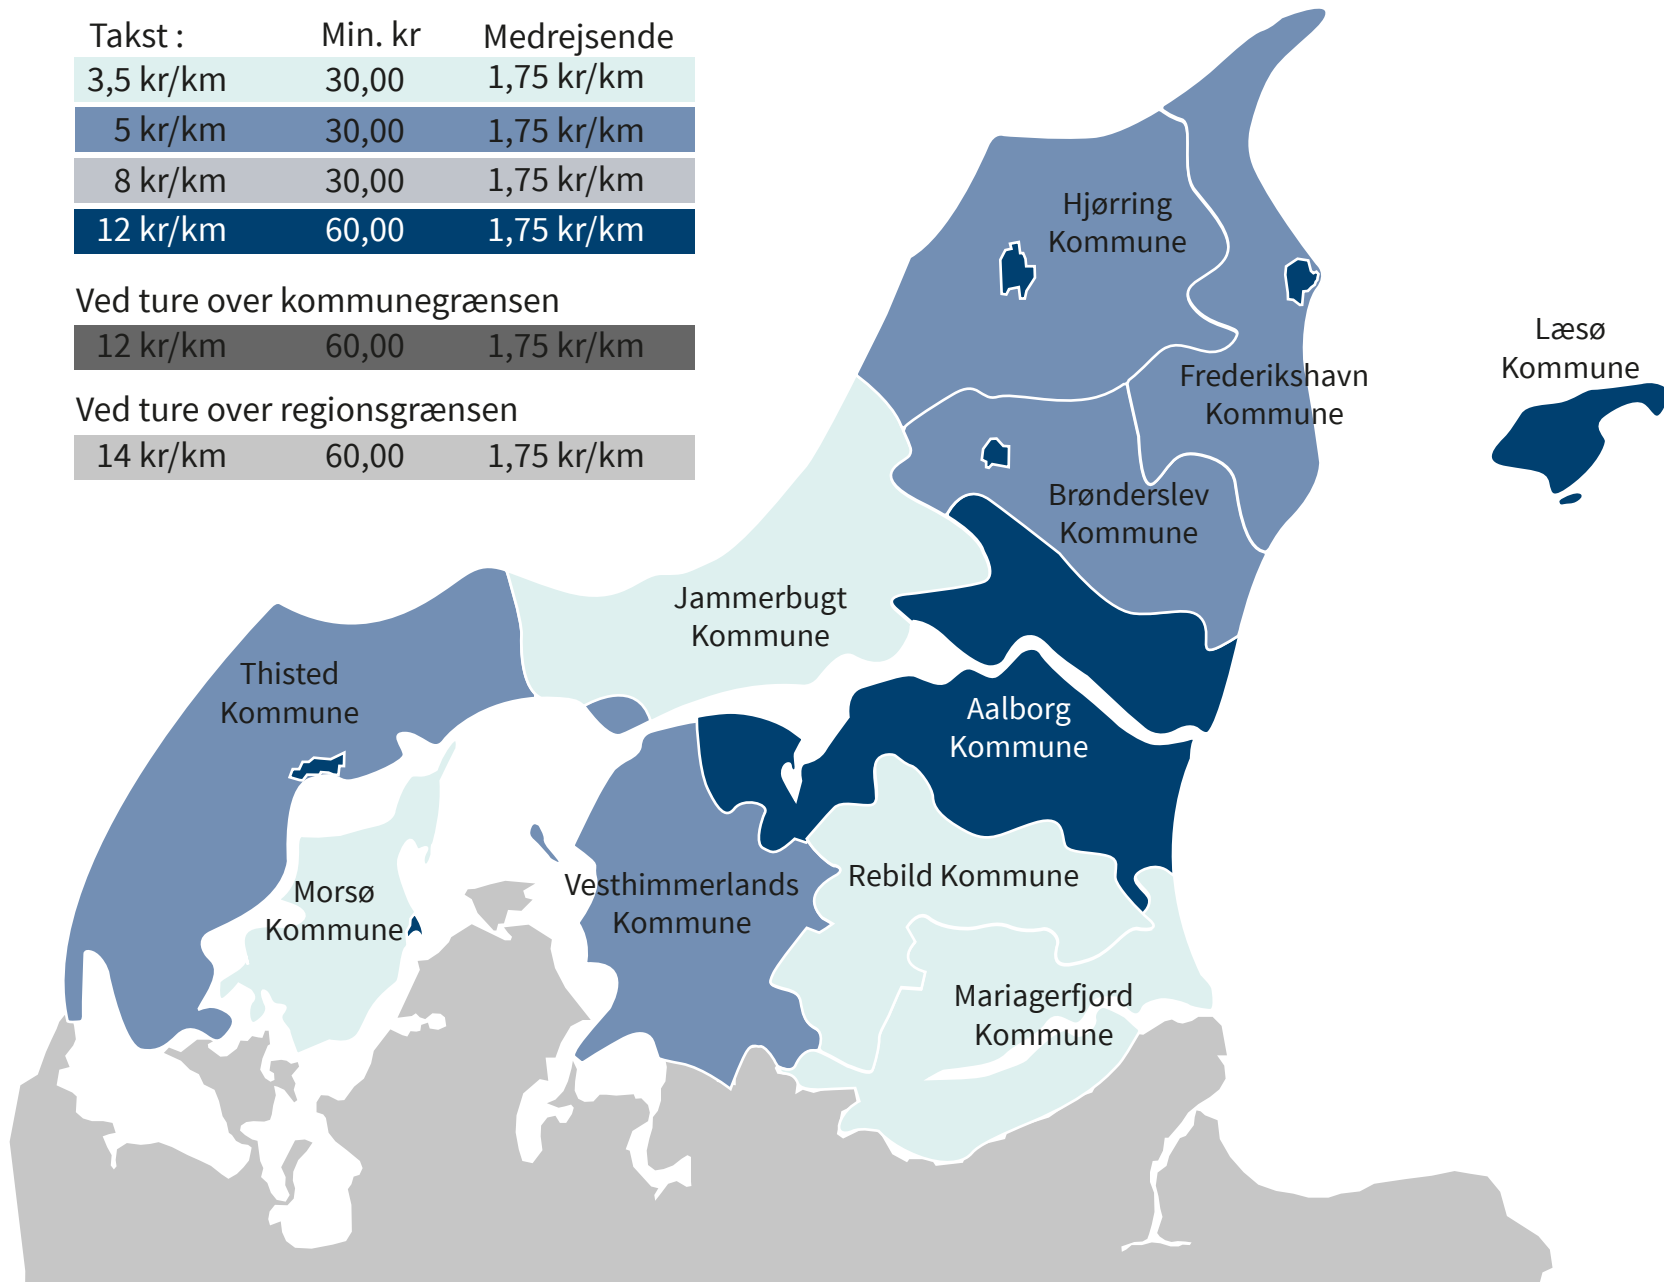 Takst : Min. kr Medrejsende
3,5 kr/km 30,00 1,75 kr/km
5 kr/km 30,00 1,75 kr/km
8 kr/km 30,00 1,75 kr/km
12 kr/km 60,00 1,75 kr/km
Ved ture over kommunegrænsen
12 kr/km 60,00 1,75 kr/km
Ved ture over regionsgrænsen
14 kr/km 60,00 1,75 kr/km
Hjørring
Kommune
Læsø
Kommune
Frederikshavn
Kommune
Brønderslev
Kommune
Jammerbugt
Kommune
Thisted
Kommune
Aalborg
Kommune
Rebild Kommune
Vesthimmerlands
Kommune
Morsø
Kommune
Mariagerfjord
Kommune